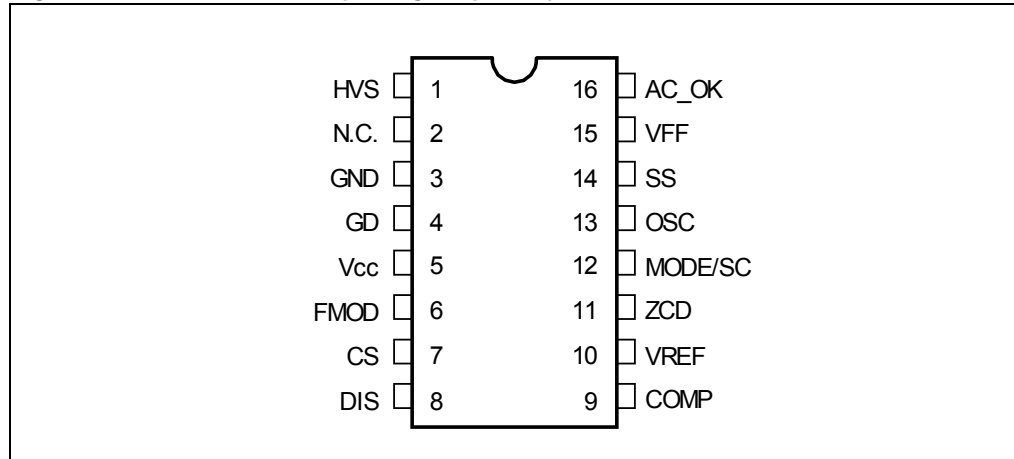 HVS 1 16 AC_OK
N.C. 2 15 VFF
GND 3 14 SS
GD 4 13 OSC
Vcc 5 12 MODE/SC
FMOD 6 11 ZCD
CS 7 10 VREF
DIS 8 9 COMP